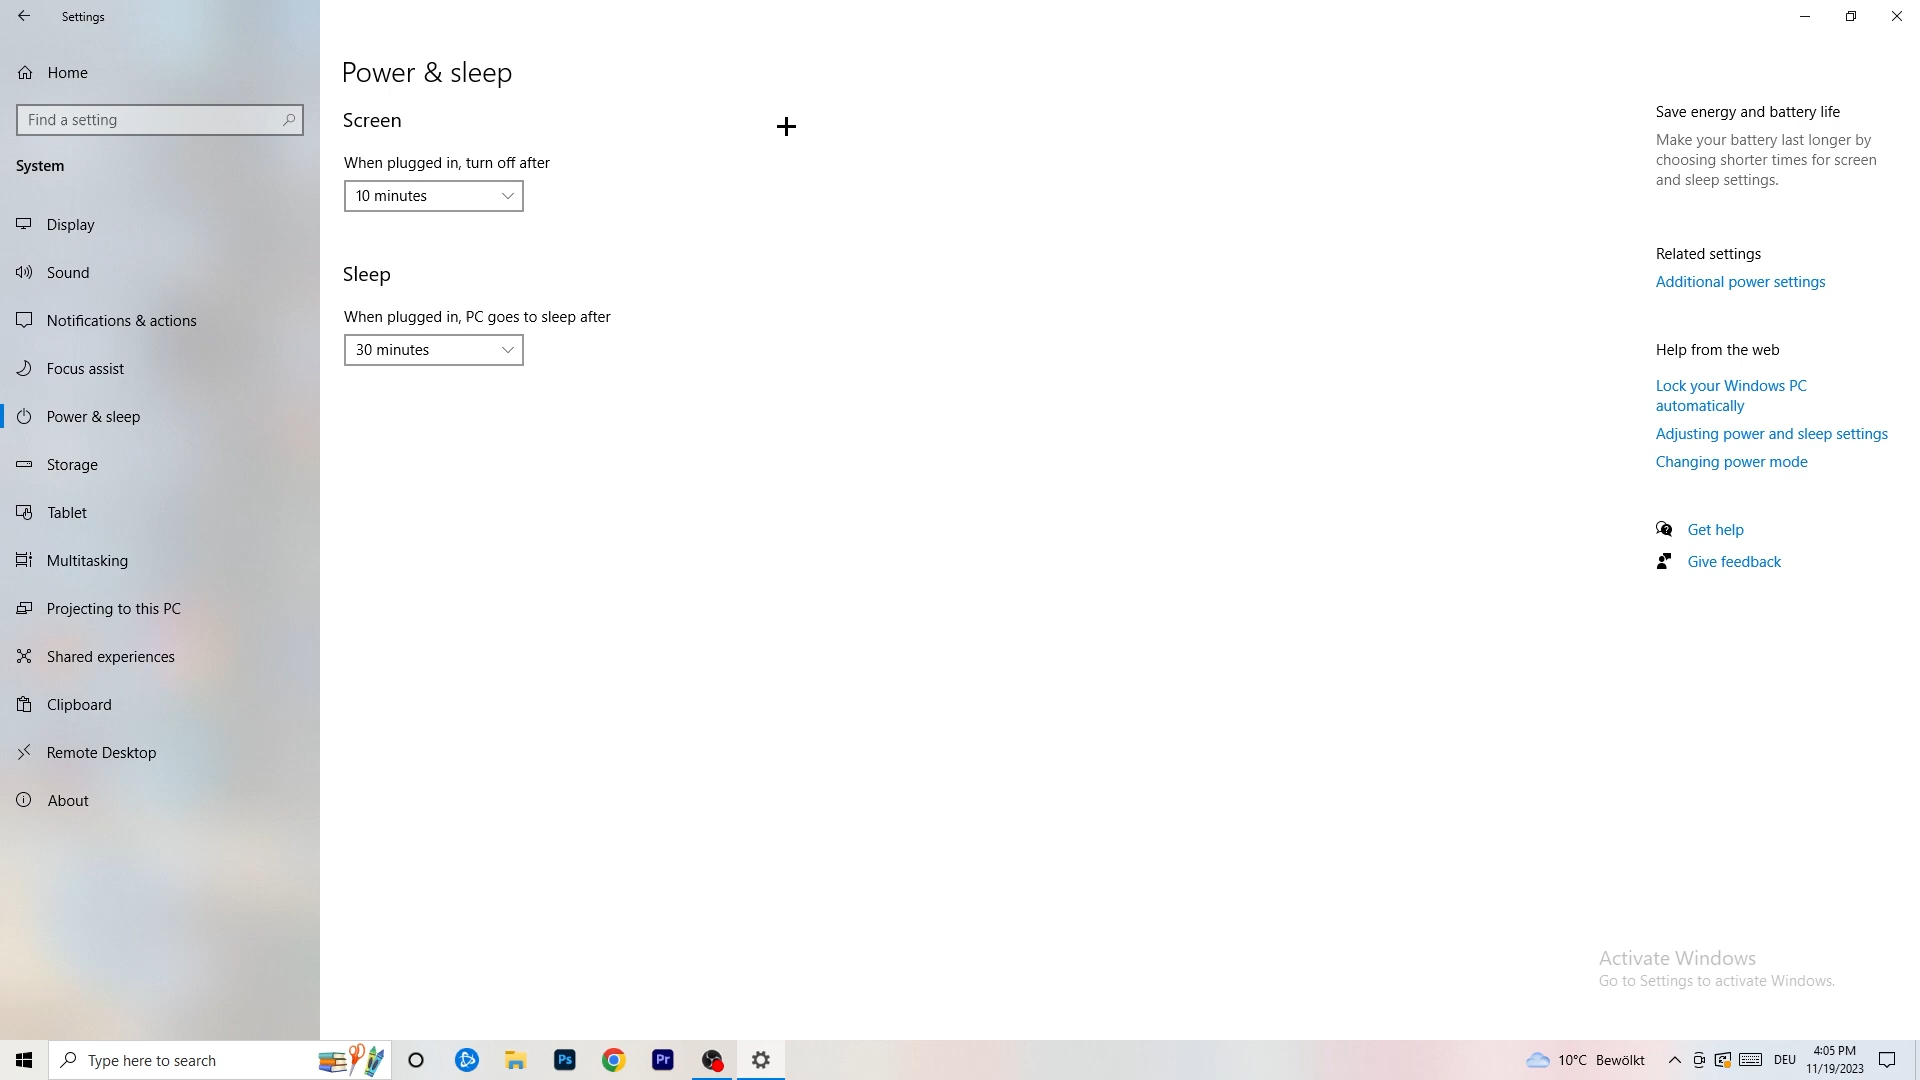 Settings
Home
Find a setting
System
Display
Sound
Notifications & actions
Focus assist
Power & sleep
Storage
Tablet
Multitasking
Projecting to this PC
Shared experiences
Clipboard
Remote Desktop
About
Power & sleep
Screen
When plugged in, turn off after
10 minutes
Sleep
When plugged in, PC goes to sleep after
30 minutes
Save energy and battery life
Make your battery last longer by
choosing shorter times for screen
and sleep settings.
Related settings
Additional power settings
Help from the web
Lock your Windows PC
automatically
Adjusting power and sleep settings
Changing power mode
Get help
Give feedback
Activate Windows
Go to Settings to activate Windows.
Type here to search
Ps
Pr
10°C Bewölkt
DEU
4:05 PM
11/19/2023